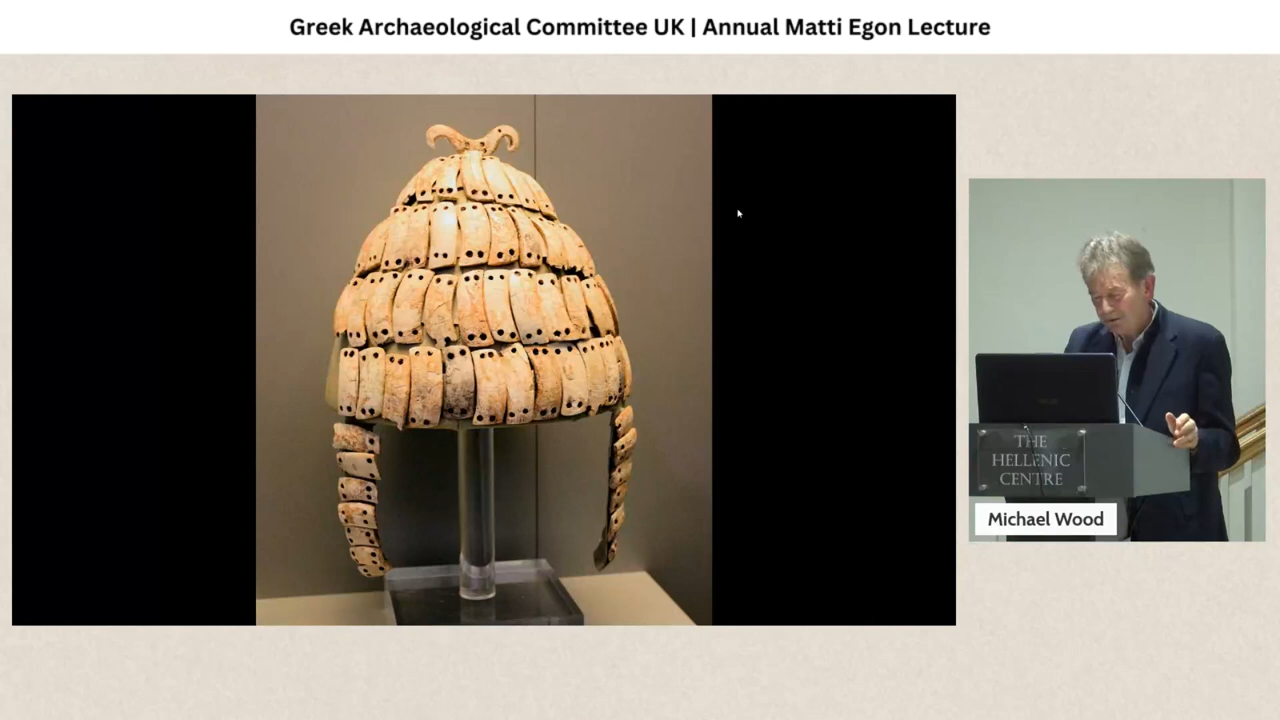 Greek Archaeological Committee UK | Annual Matti Egon Lecture
THE
HELLENIC
CENTRE
Michael Wood